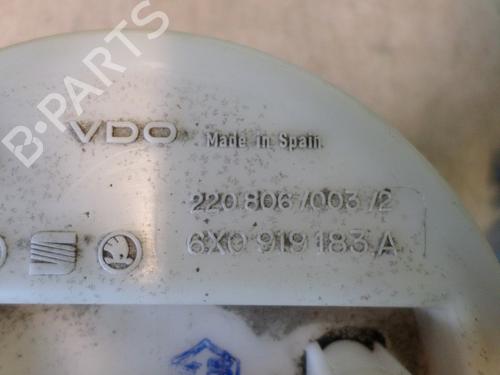 B-PARTS
VDO Made in Spain.
220.806/003/2
6X0 919 183 A